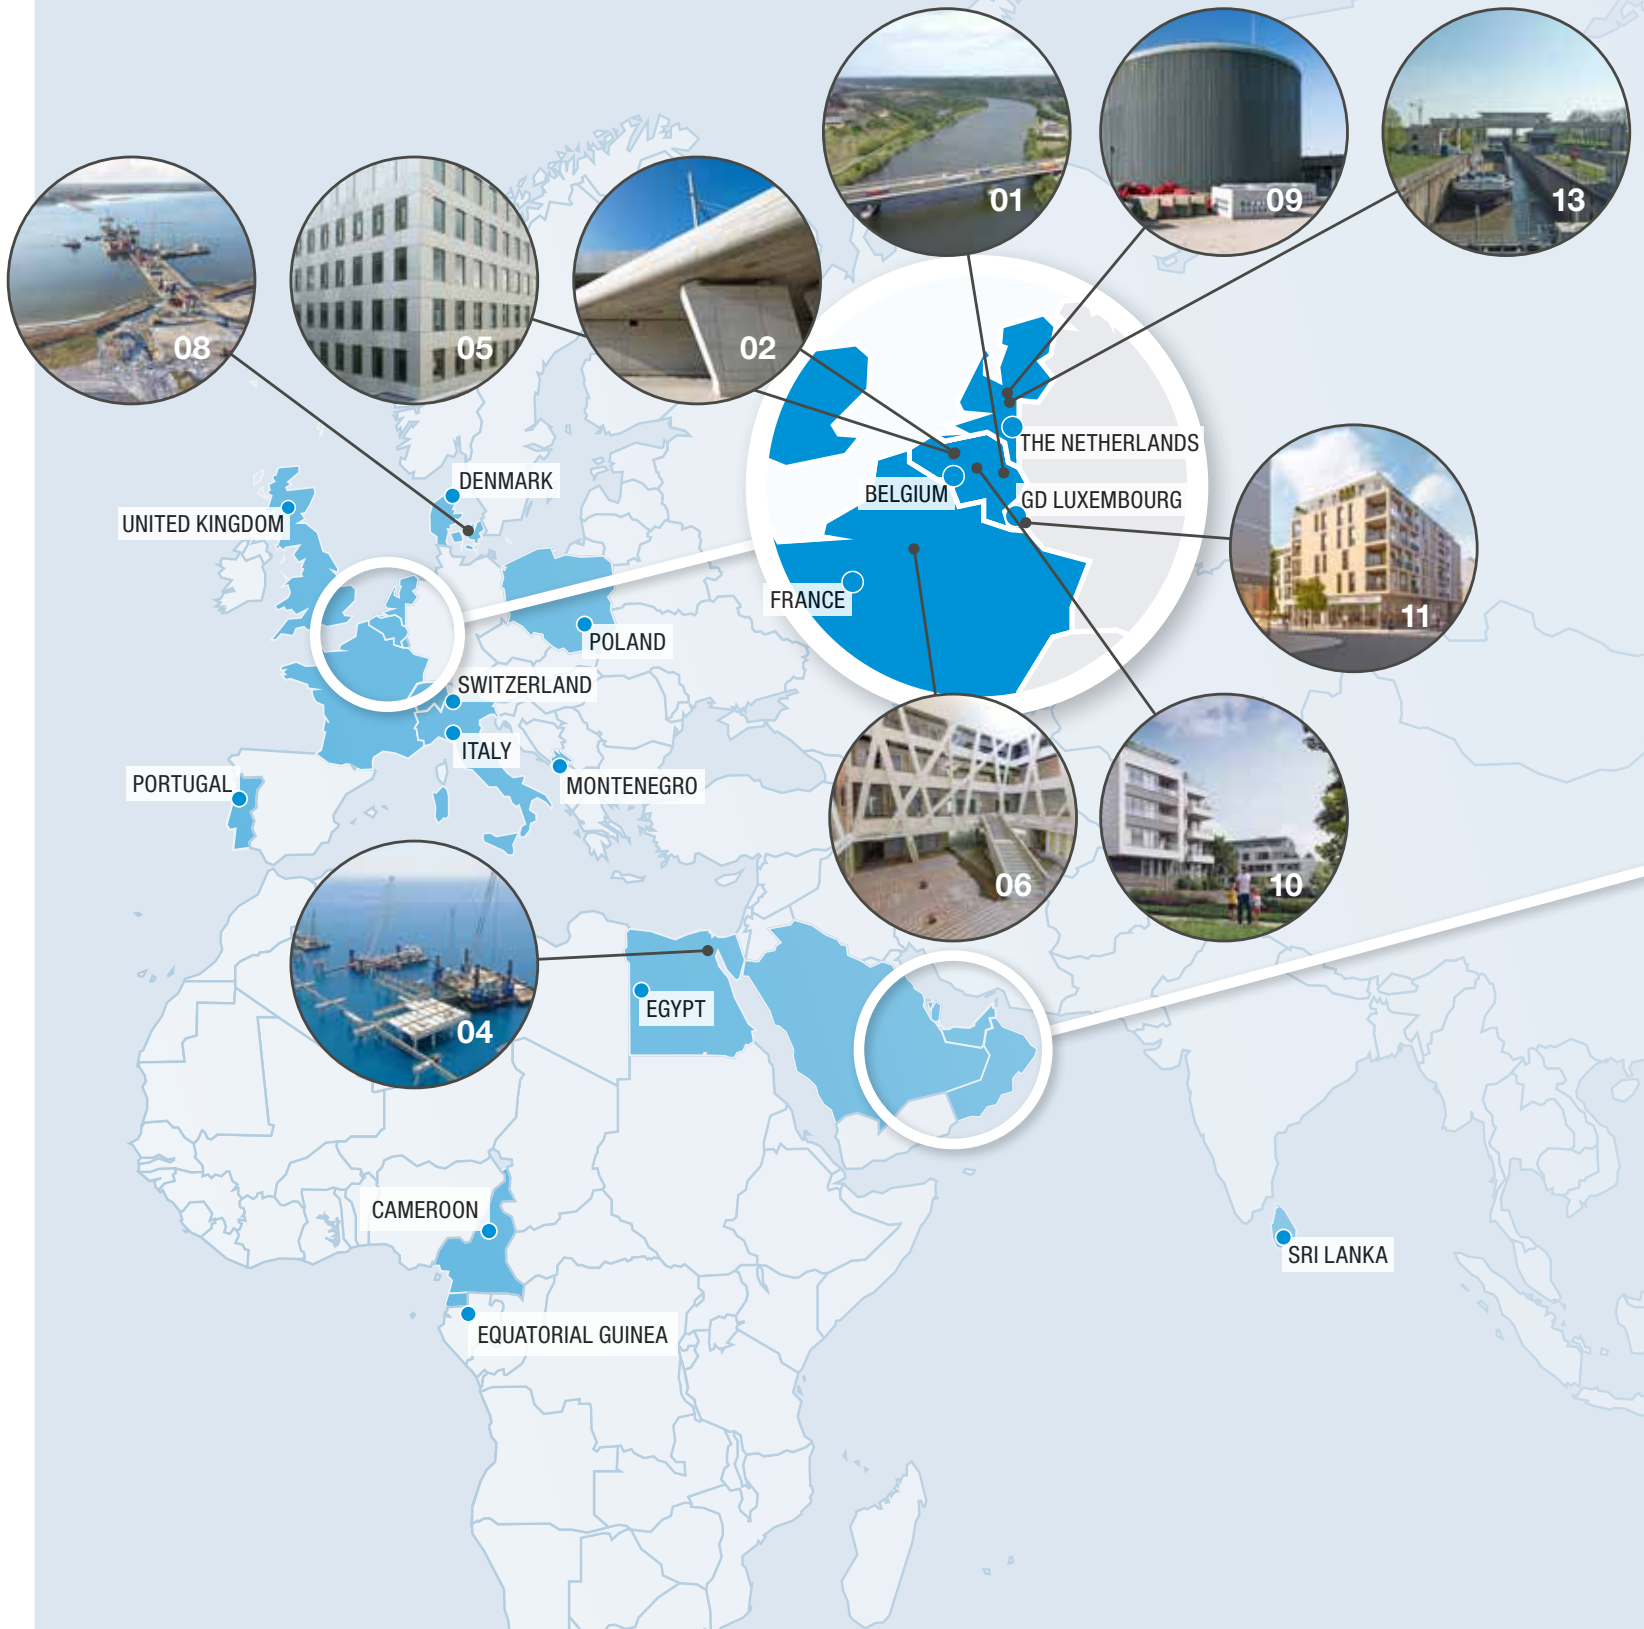 01
09
13
08
05
02
THE NETHERLANDS
DENMARK
BELGIUM
GD LUXEMBOURG
UNITED KINGDOM
FRANCE
11
POLAND
SWITZERLAND
ITALY
PORTUGAL
MONTENEGRO
06
10
EGYPT
04
CAMEROON
SRI LANKA
EQUATORIAL GUINEA